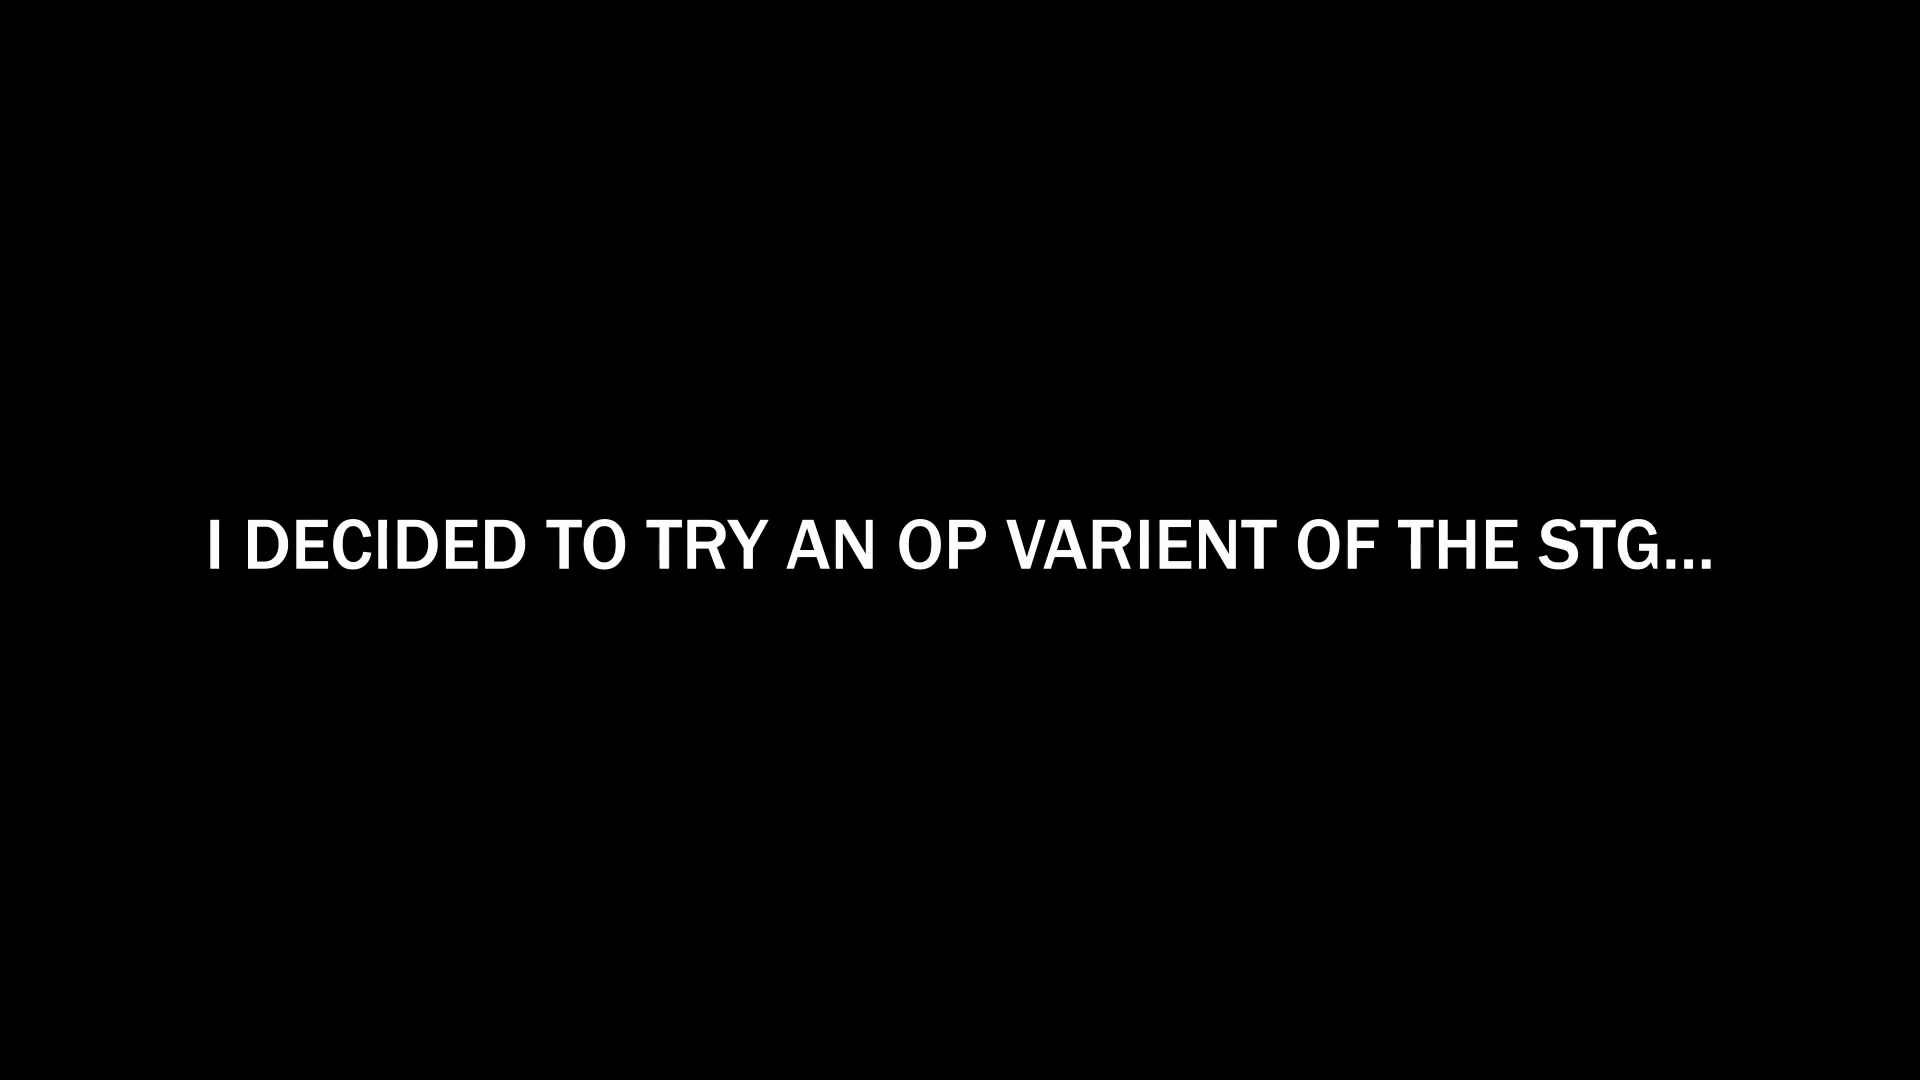 I DECIDED TO TRY AN OP VARIENT OF THE STG...